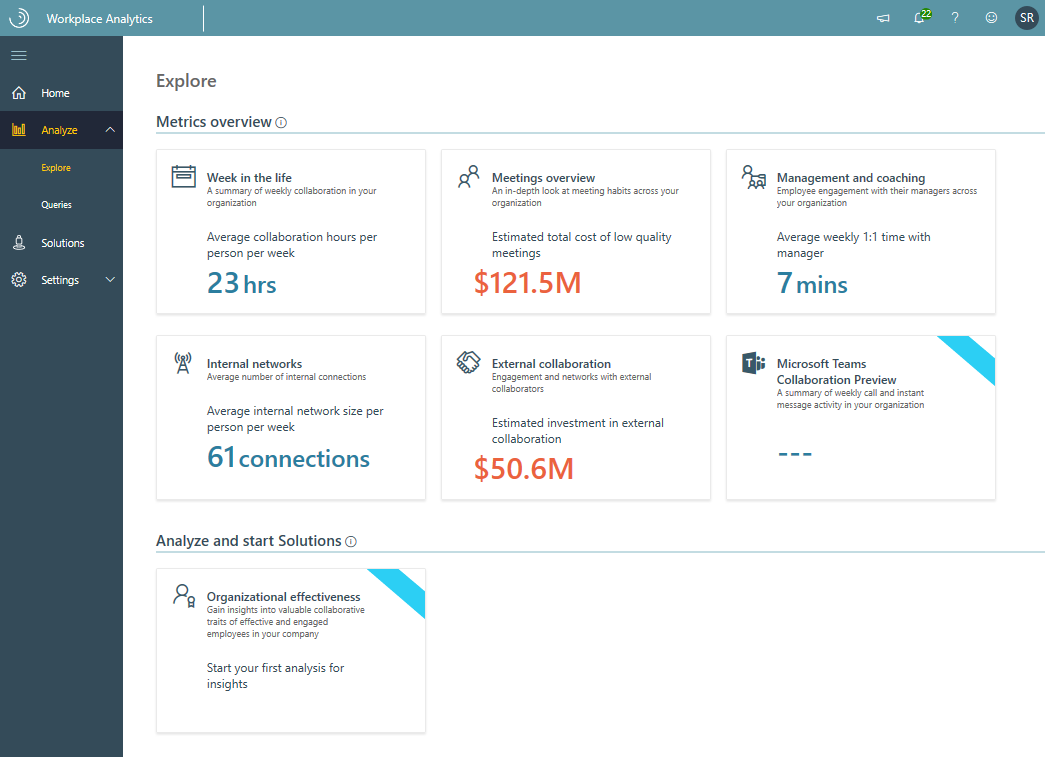 Workplace Analytics
22
?
SR
Home
Analyze
Explore
Queries
Solutions
Settings
Explore
Metrics overview
Week in the life
A summary of weekly collaboration in your
organization
Average collaboration hours per
person per week
23 hrs
Meetings overview
An in-depth look at meeting habits across your
organization
Estimated total cost of low quality
meetings
$121.5M
Management and coaching
Employee engagement with their managers across
your organization
Average weekly 1:1 time with
manager
7 mins
Internal networks
Average number of internal connections
Average internal network size per
person per week
61 connections
External collaboration
Engagement and networks with external
collaborators
Estimated investment in external
collaboration
$50.6M
T
Microsoft Teams
Collaboration Preview
A summary of weekly call and instant
message activity in your organization
---
Analyze and start Solutions
Organizational effectiveness
Gain insights into valuable collaborative
traits of effective and engaged
employees in your company
Start your first analysis for
insights